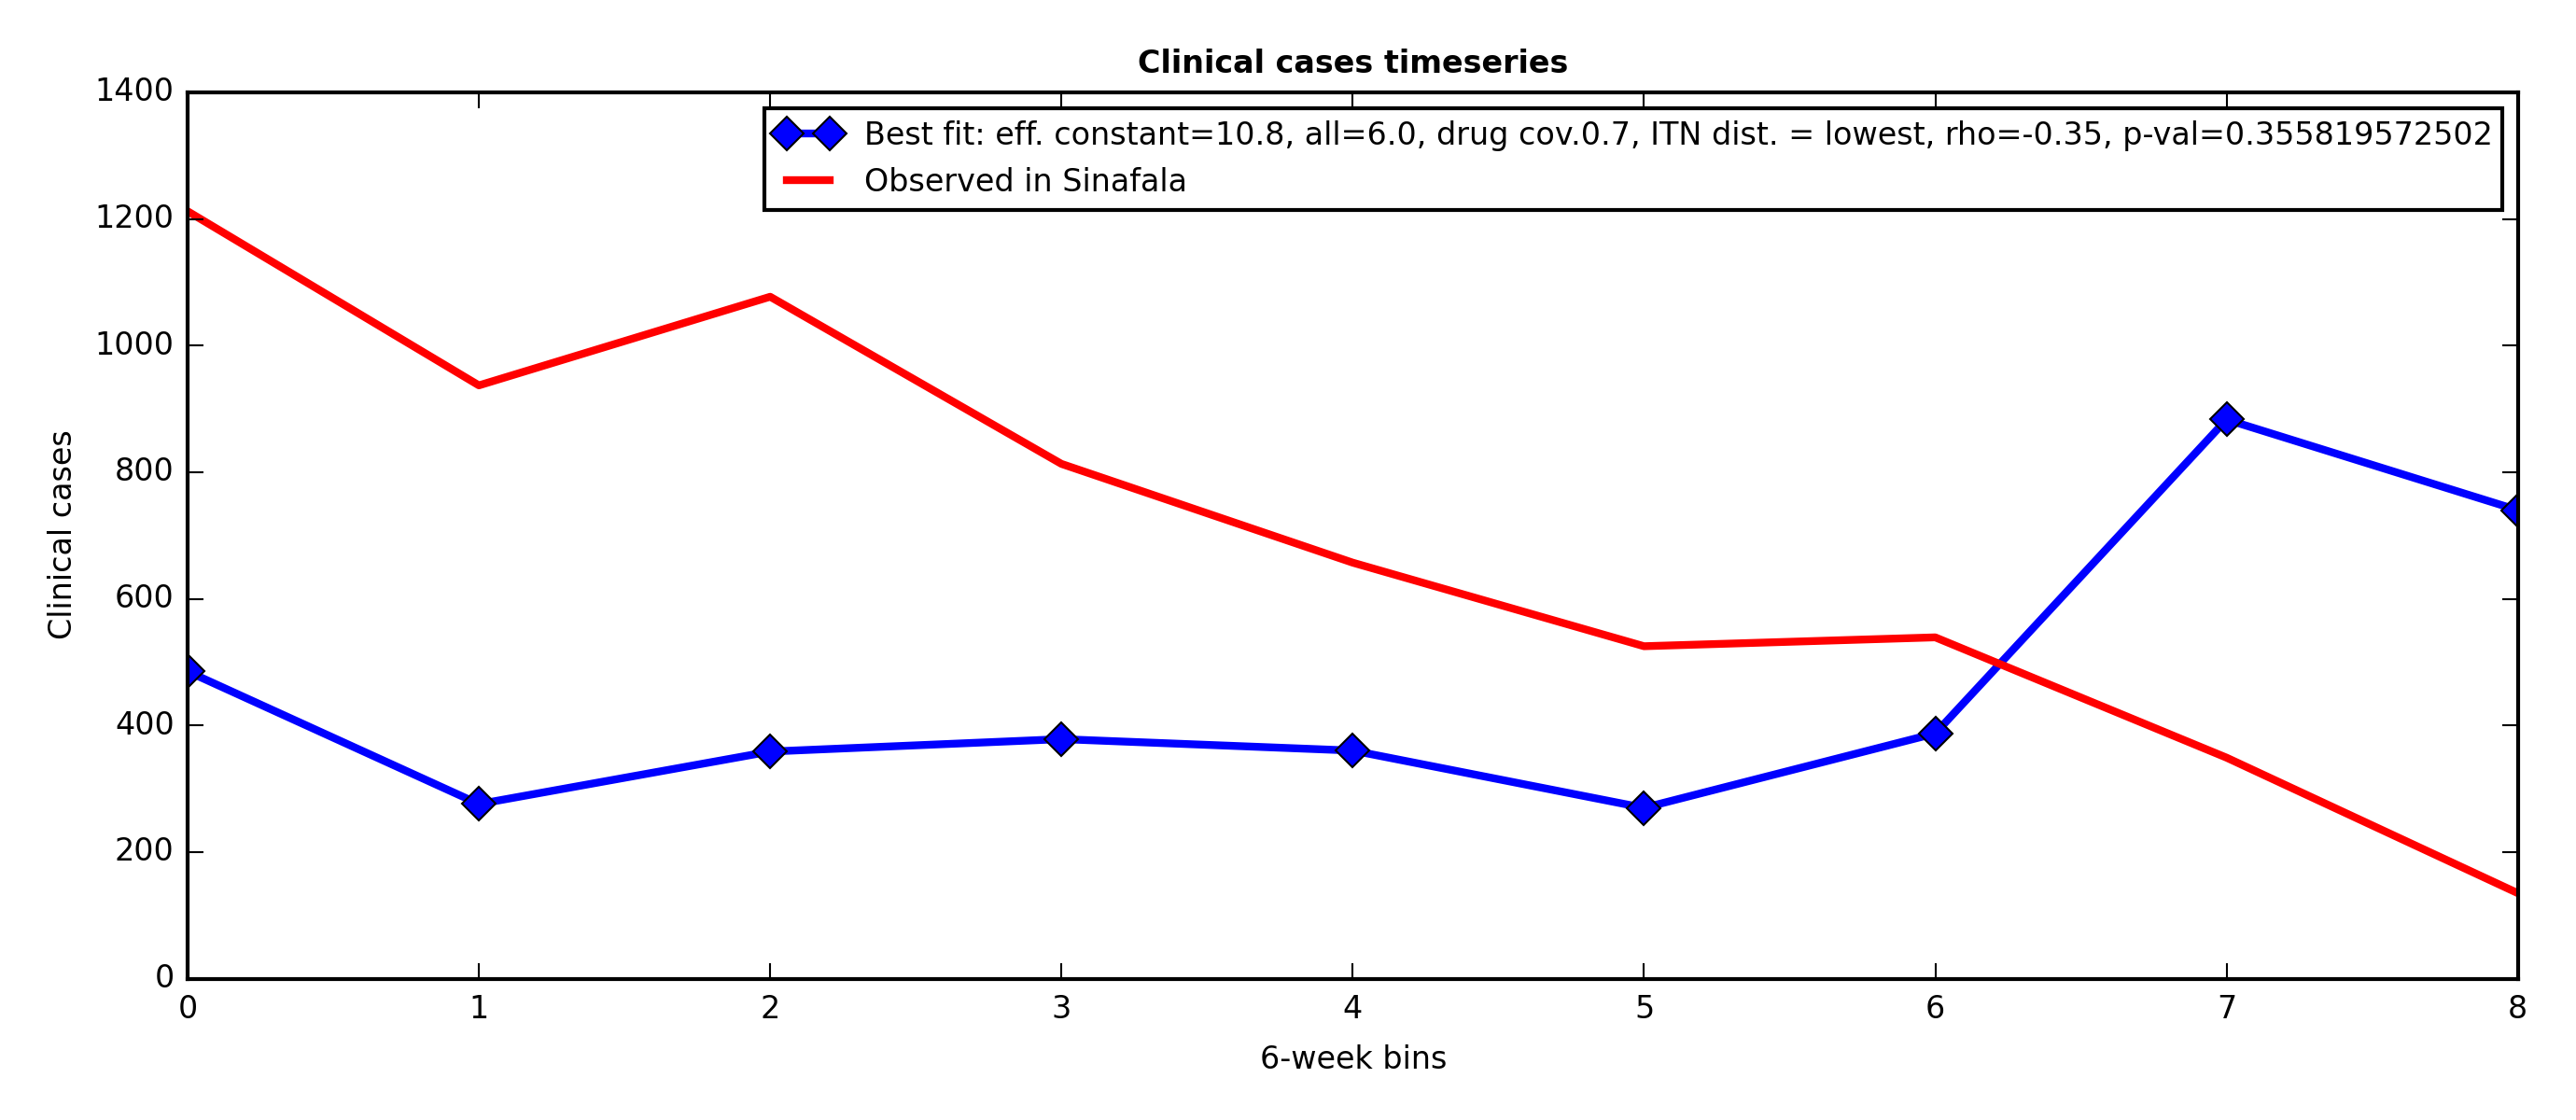 Clinical cases timeseries
Best fit: eff. constant=10.8, all=6.0, drug cov.0.7, ITN dist. = lowest, rho=-0.35, p-val=0.355819572502
Observed in Sinafala
1400
1200
1000
800
600
400
200
0
Clinical cases
0 1 2 3 4 5 6 7 8
6-week bins